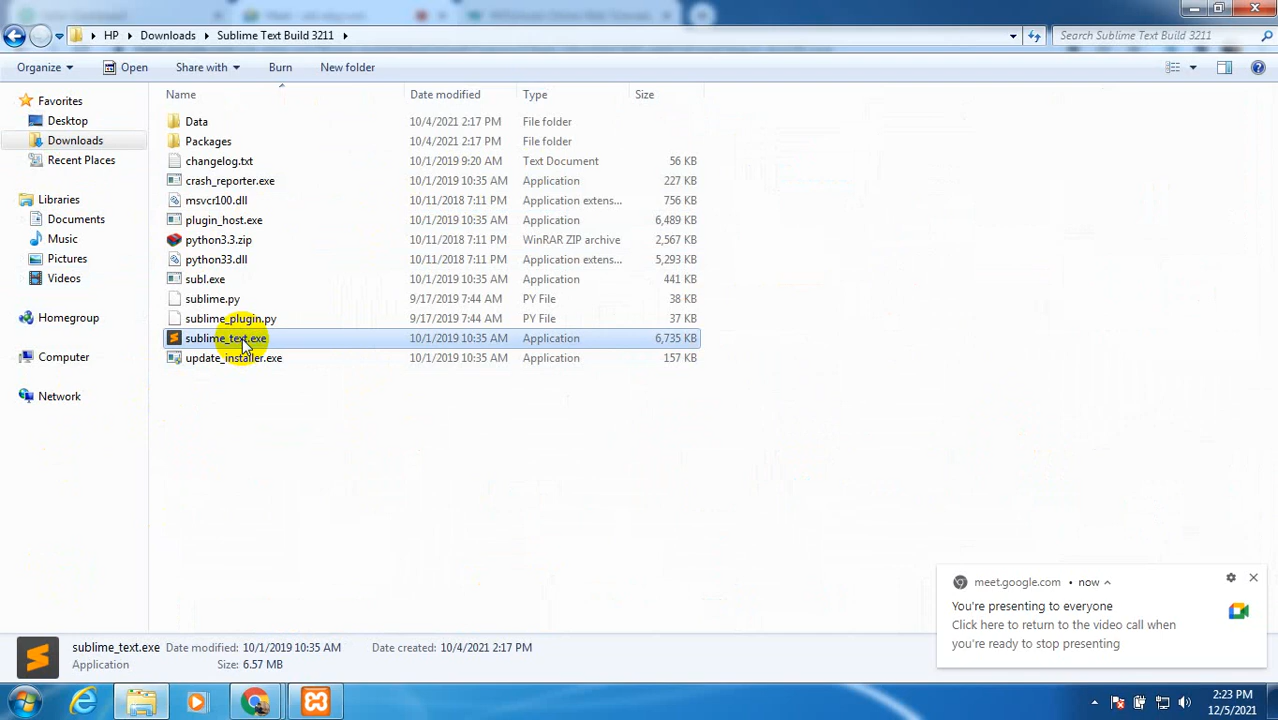 HP Downloads Sublime Text Build 3211 Search Sublime Text Build 3211
Organize Open Share with Burn New folder
Name Date modified Type Size
Favorites
Desktop
Downloads
Recent Places
Libraries
Documents
Music
Pictures
Videos
Homegroup
Computer
Network
Data 10/4/2021 2:17 PM File folder
Packages 10/4/2021 2:17 PM File folder
changelog.txt 10/1/2019 9:20 AM Text Document 56 KB
crash_reporter.exe 10/1/2019 10:35 AM Application 227 KB
msvcr100.dll 10/11/2018 7:11 PM Application extens... 756 KB
plugin_host.exe 10/1/2019 10:35 AM Application 6,489 KB
python3.3.zip 10/11/2018 7:11 PM WinRAR ZIP archive 2,567 KB
python33.dll 10/11/2018 7:11 PM Application extens... 5,293 KB
subl.exe 10/1/2019 10:35 AM Application 441 KB
sublime.py 9/17/2019 7:44 AM PY File 38 KB
sublime_plugin.py 9/17/2019 7:44 AM PY File 37 KB
sublime_text.exe 10/1/2019 10:35 AM Application 6,735 KB
update_installer.exe 10/1/2019 10:35 AM Application 157 KB
meet.google.com • now
You're presenting to everyone
Click here to return to the video call when
you're ready to stop presenting
sublime_text.exe Date modified: 10/1/2019 10:35 AM Date created: 10/4/2021 2:17 PM
Application Size: 6.57 MB
2:23 PM
12/5/2021